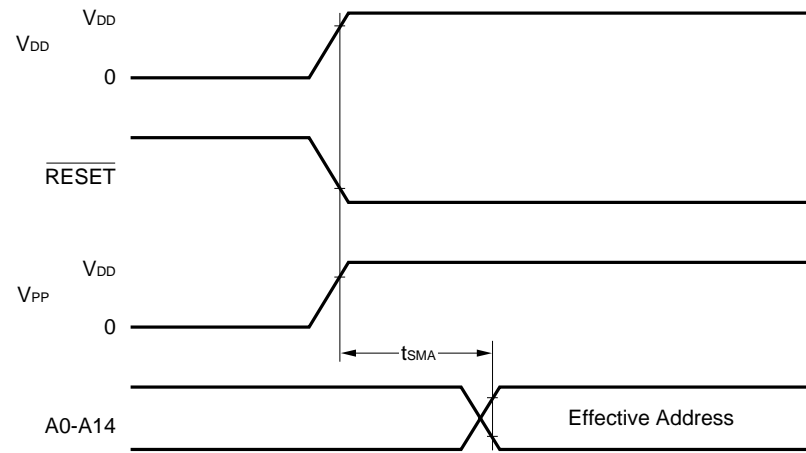 VDD
VDD
0
RESET
VDD
VPP
0
tSMA
A0-A14
Effective Address